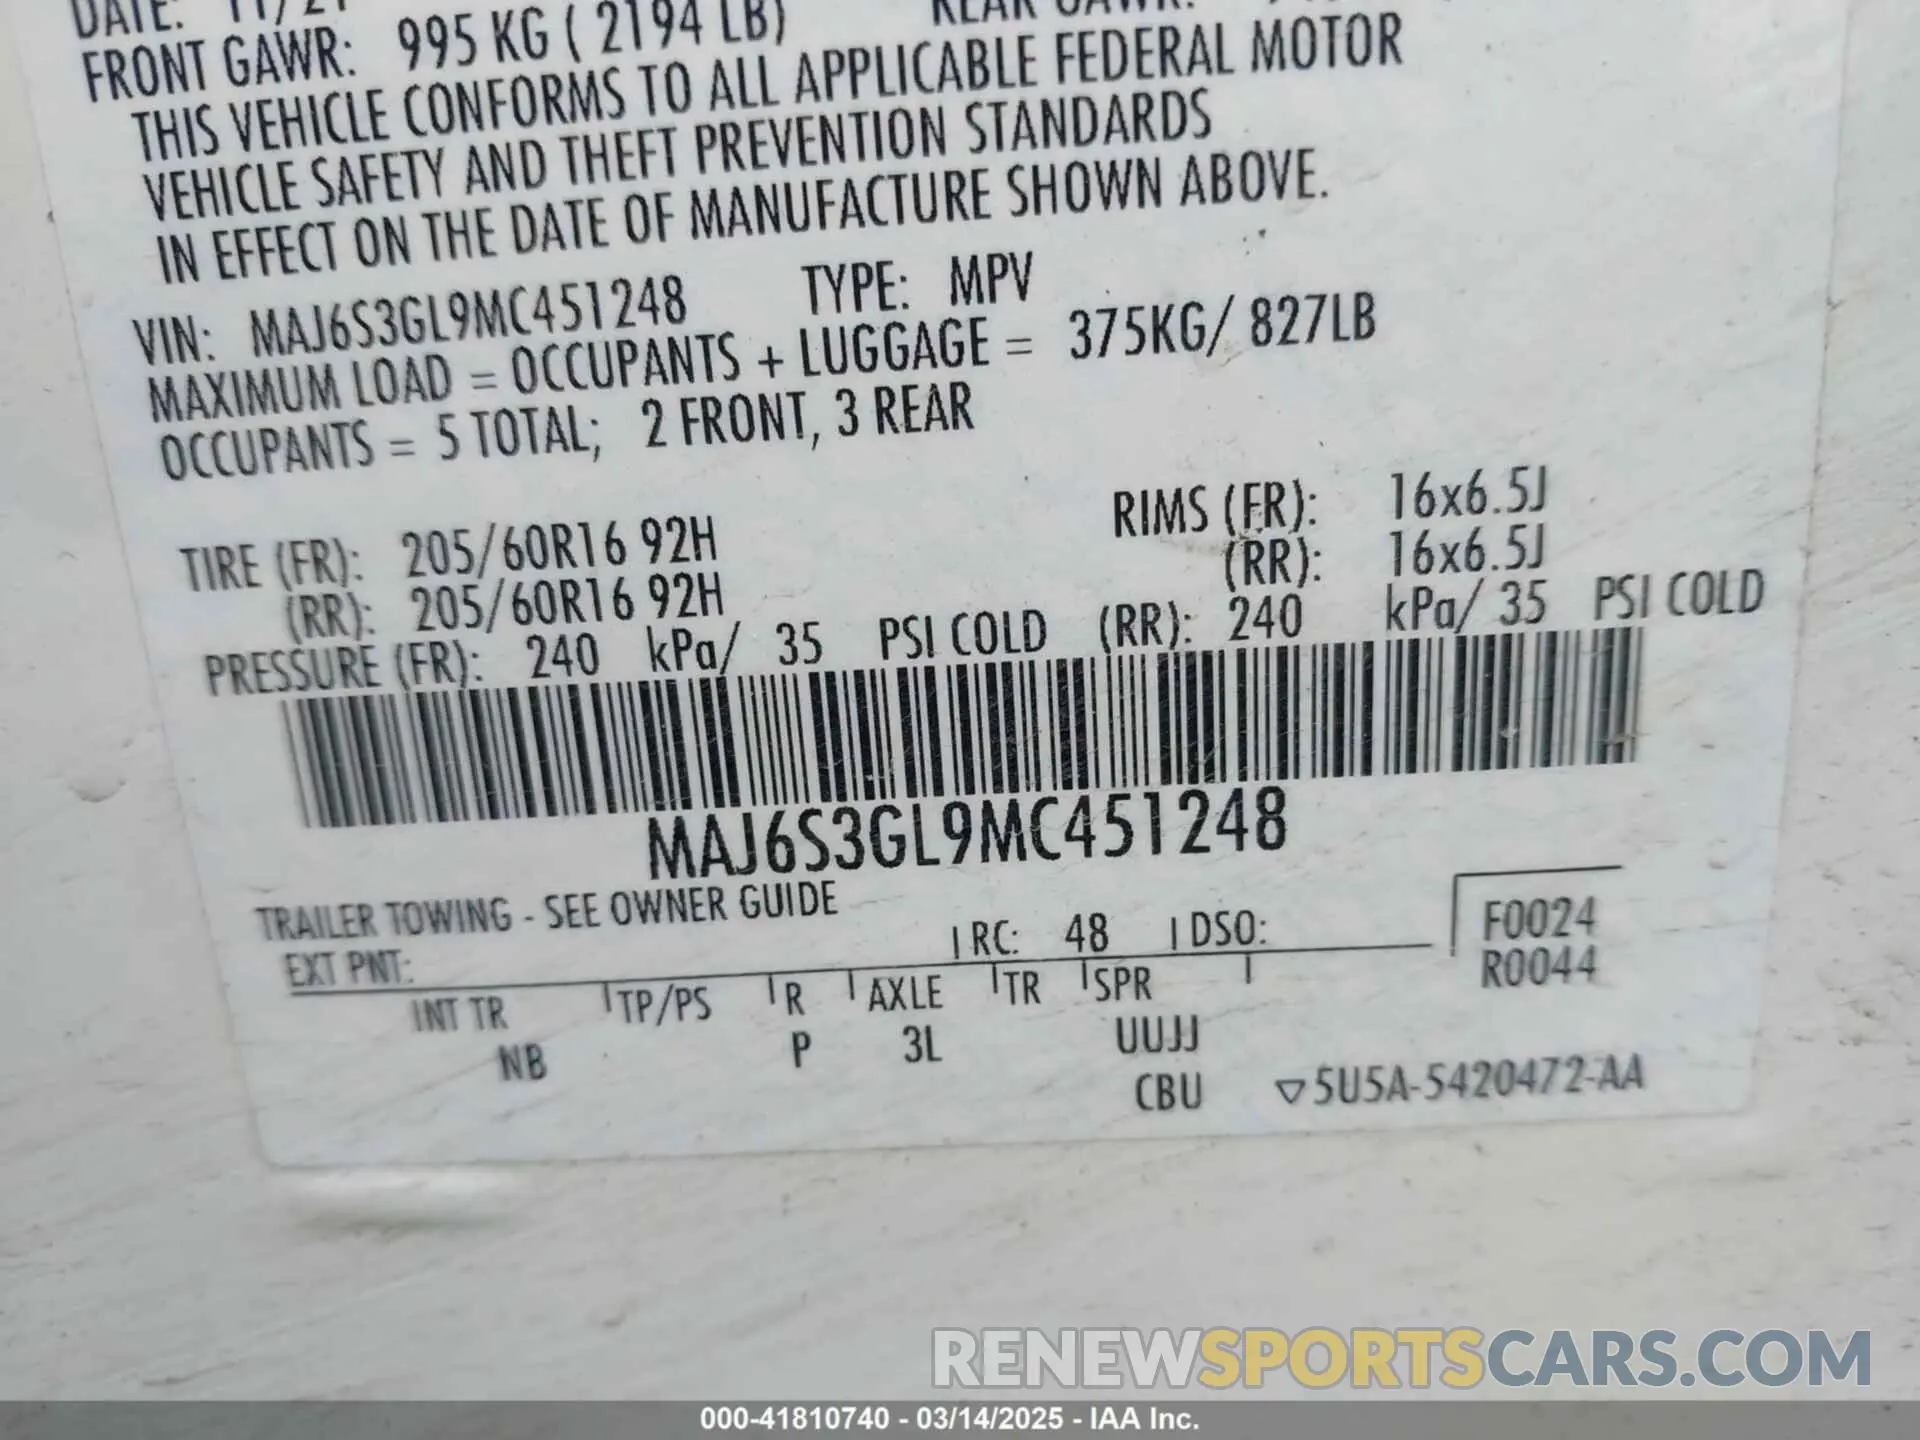 DATE: 11/21 REAR GAWR:
FRONT GAWR: 995 KG ( 2194 LB)
THIS VEHICLE CONFORMS TO ALL APPLICABLE FEDERAL MOTOR
VEHICLE SAFETY AND THEFT PREVENTION STANDARDS
IN EFFECT ON THE DATE OF MANUFACTURE SHOWN ABOVE.
VIN: MAJ6S3GL9MC451248 TYPE: MPV
MAXIMUM LOAD = OCCUPANTS + LUGGAGE = 375KG/ 827LB
OCCUPANTS = 5 TOTAL; 2 FRONT, 3 REAR
TIRE (FR): 205/60R16 92H RIMS (FR): 16x6.5J
(RR): 205/60R16 92H (RR): 16x6.5J
PRESSURE (FR): 240 kPa/ 35 PSI COLD (RR): 240 kPa/ 35 PSI COLD
MAJ6S3GL9MC451248
TRAILER TOWING - SEE OWNER GUIDE
EXT PNT: RC: 48 DSO: F0024
R0044
INT TR TP/PS R AXLE TR SPR
NB P 3L UUJJ
CBU ▽5U5A-5420472-AA
RENEWSPORTSCARS.COM
000-41810740 - 03/14/2025 - IAA Inc.